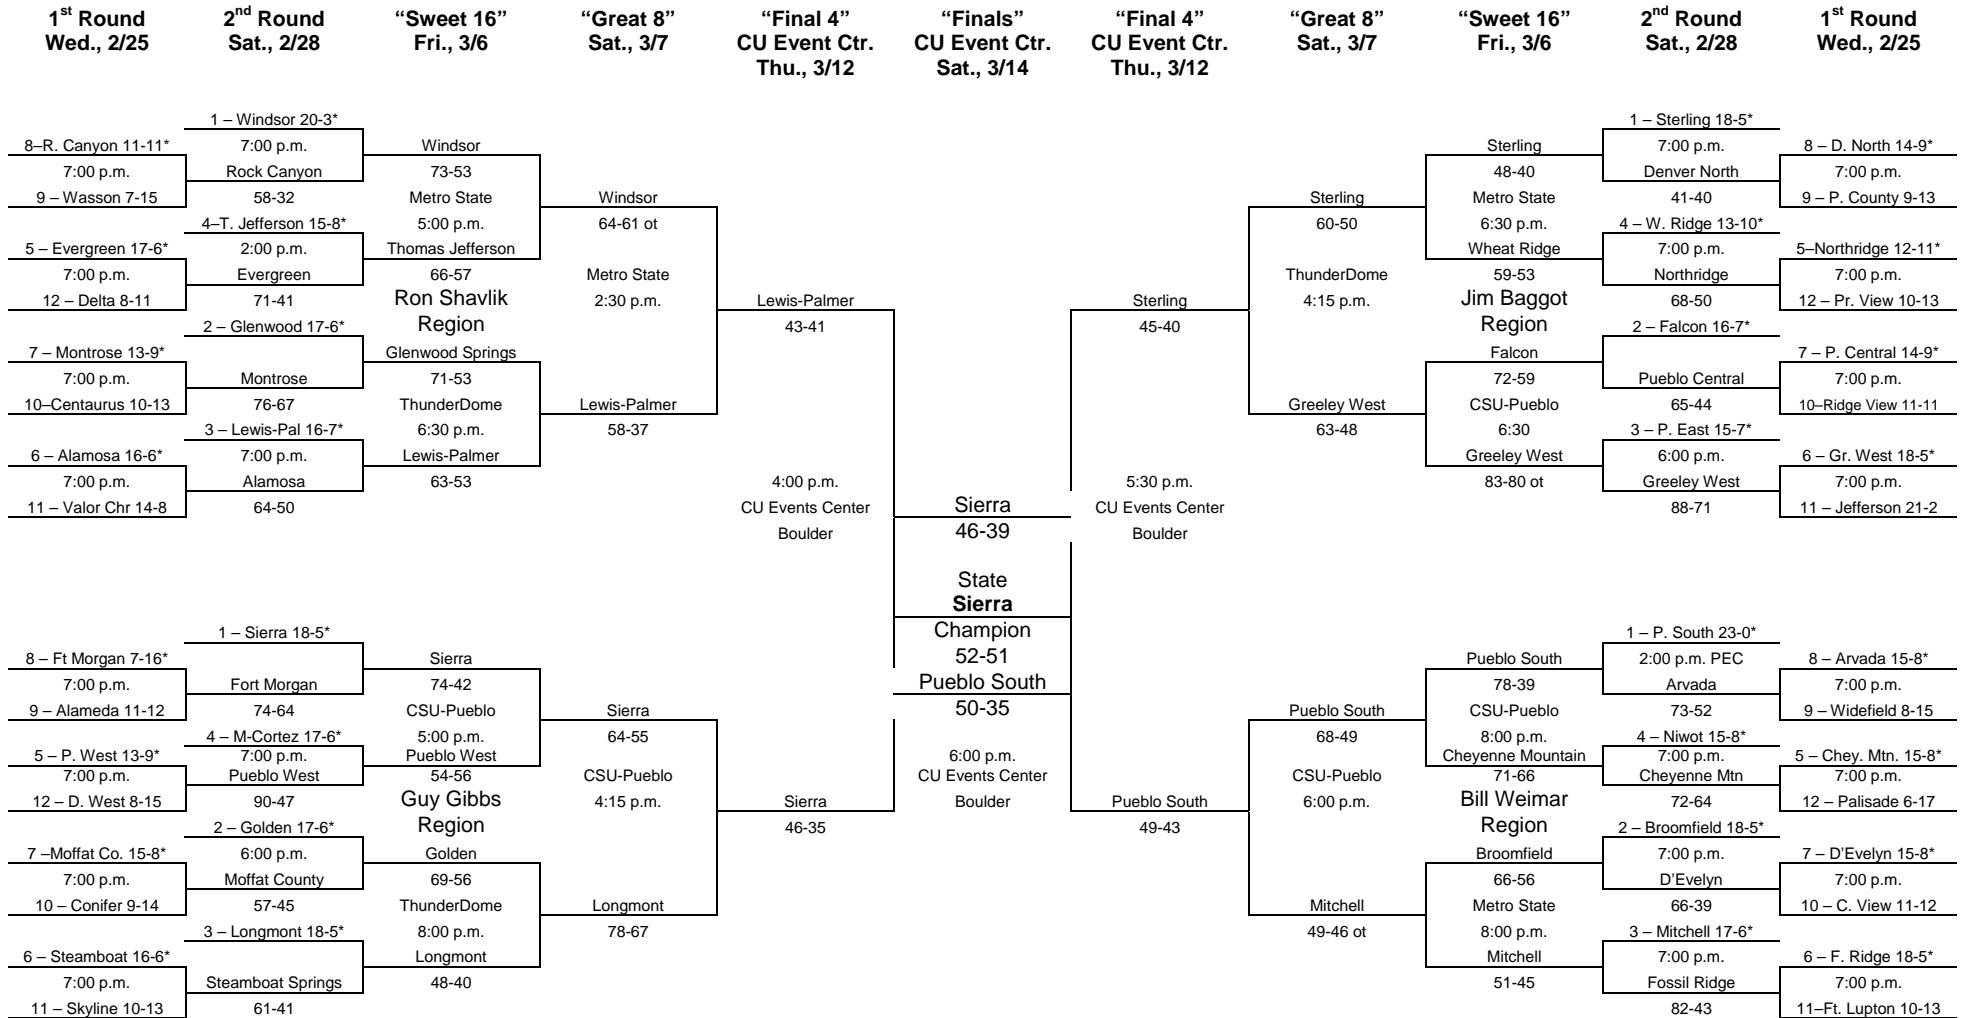 1st Round
Wed., 2/25
2nd Round
Sat., 2/28
“Sweet 16”
Fri., 3/6
“Great 8”
Sat., 3/7
“Final 4”
CU Event Ctr.
Thu., 3/12
“Finals”
CU Event Ctr.
Sat., 3/14
“Final 4”
CU Event Ctr.
Thu., 3/12
“Great 8”
Sat., 3/7
“Sweet 16”
Fri., 3/6
2nd Round
Sat., 2/28
1st Round
Wed., 2/25
8–R. Canyon 11-11*
7:00 p.m.
9 – Wasson 7-15
5 – Evergreen 17-6*
7:00 p.m.
12 – Delta 8-11
7 – Montrose 13-9*
7:00 p.m.
10–Centaurus 10-13
6 – Alamosa 16-6*
7:00 p.m.
11 – Valor Chr 14-8
1 – Windsor 20-3*
7:00 p.m.
Rock Canyon
58-32
4–T. Jefferson 15-8*
2:00 p.m.
Evergreen
71-41
2 – Glenwood 17-6*
Montrose
76-67
3 – Lewis-Pal 16-7*
7:00 p.m.
Alamosa
64-50
Windsor
73-53
Metro State
5:00 p.m.
Thomas Jefferson
66-57
Ron Shavlik
Region
Glenwood Springs
71-53
ThunderDome
6:30 p.m.
Lewis-Palmer
63-53
Windsor
64-61 ot
Metro State
2:30 p.m.
Lewis-Palmer
58-37
Lewis-Palmer
43-41
4:00 p.m.
CU Events Center
Boulder
8 – Ft Morgan 7-16*
7:00 p.m.
9 – Alameda 11-12
5 – P. West 13-9*
7:00 p.m.
12 – D. West 8-15
7 –Moffat Co. 15-8*
7:00 p.m.
10 – Conifer 9-14
6 – Steamboat 16-6*
7:00 p.m.
11 – Skyline 10-13
1 – Sierra 18-5*
Fort Morgan
74-64
4 – M-Cortez 17-6*
7:00 p.m.
Pueblo West
90-47
2 – Golden 17-6*
6:00 p.m.
Moffat County
57-45
3 – Longmont 18-5*
Steamboat Springs
61-41
Sierra
74-42
CSU-Pueblo
5:00 p.m.
Pueblo West
54-56
Guy Gibbs
Region
Golden
69-56
ThunderDome
8:00 p.m.
Longmont
48-40
Sierra
64-55
CSU-Pueblo
4:15 p.m.
Longmont
78-67
Sierra
46-35
Sierra
46-39
State
Sierra
Champion
52-51
Pueblo South
50-35
6:00 p.m.
CU Events Center
Boulder
Sterling
45-40
5:30 p.m.
CU Events Center
Boulder
Sterling
60-50
ThunderDome
4:15 p.m.
Greeley West
63-48
Sterling
48-40
Metro State
6:30 p.m.
Wheat Ridge
59-53
Jim Baggot
Region
Falcon
72-59
CSU-Pueblo
6:30
Greeley West
83-80 ot
1 – Sterling 18-5*
7:00 p.m.
Denver North
41-40
4 – W. Ridge 13-10*
7:00 p.m.
Northridge
68-50
2 – Falcon 16-7*
Pueblo Central
65-44
3 – P. East 15-7*
6:00 p.m.
Greeley West
88-71
8 – D. North 14-9*
7:00 p.m.
9 – P. County 9-13
5–Northridge 12-11*
7:00 p.m.
12 – Pr. View 10-13
7 – P. Central 14-9*
7:00 p.m.
10–Ridge View 11-11
6 – Gr. West 18-5*
7:00 p.m.
11 – Jefferson 21-2
Pueblo South
49-43
Pueblo South
68-49
CSU-Pueblo
6:00 p.m.
Mitchell
49-46 ot
Pueblo South
78-39
CSU-Pueblo
8:00 p.m.
Cheyenne Mountain
71-66
Bill Weimar
Region
Broomfield
66-56
Metro State
8:00 p.m.
Mitchell
51-45
1 – P. South 23-0*
2:00 p.m. PEC
Arvada
73-52
4 – Niwot 15-8*
7:00 p.m.
Cheyenne Mtn
72-64
2 – Broomfield 18-5*
7:00 p.m.
D’Evelyn
66-39
3 – Mitchell 17-6*
7:00 p.m.
Fossil Ridge
82-43
8 – Arvada 15-8*
7:00 p.m.
9 – Widefield 8-15
5 – Chey. Mtn. 15-8*
7:00 p.m.
12 – Palisade 6-17
7 – D’Evelyn 15-8*
7:00 p.m.
10 – C. View 11-12
6 – F. Ridge 18-5*
7:00 p.m.
11–Ft. Lupton 10-13